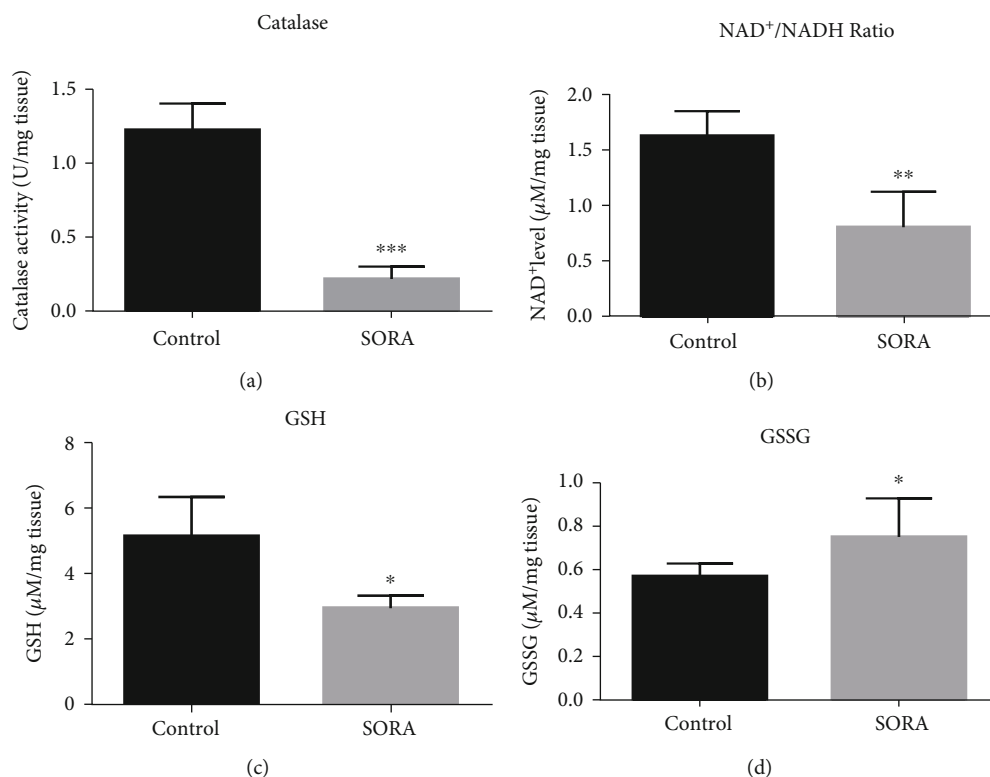 Catalase
Catalase activity (U/mg tissue)
1.5
1.0
0.5
0.0
***
Control
SORA
(a)
NAD⁺/NADH Ratio
NAD⁺level (μM/mg tissue)
2.0
1.5
1.0
0.5
0.0
**
Control
SORA
(b)
GSH
GSH (μM/mg tissue)
8
6
4
2
0
*
Control
SORA
(c)
GSSG
GSSG (μM/mg tissue)
1.0
0.8
0.6
0.4
0.2
0.0
*
Control
SORA
(d)